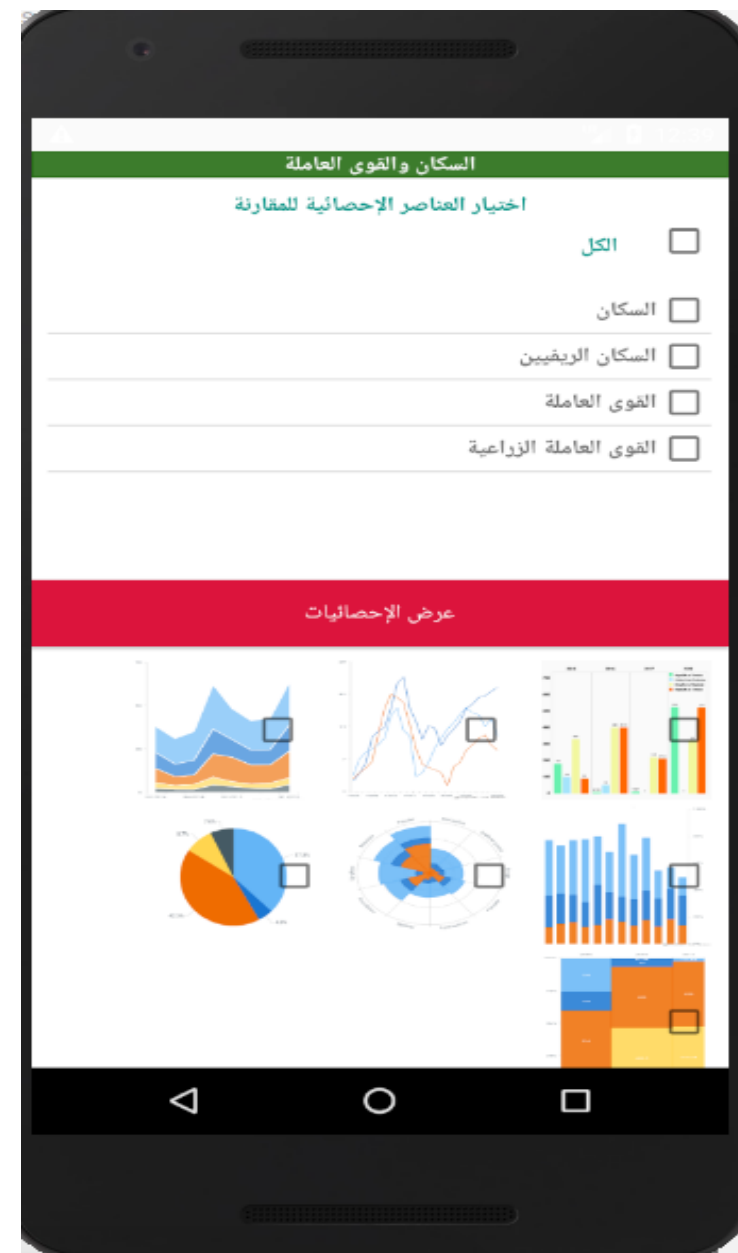 السكان والقوى العاملة
اختيار العناصر الإحصائية للمقارنة
الكل
السكان
السكان الريفيين
القوى العاملة
القوى العاملة الزراعية
عرض الإحصائيات